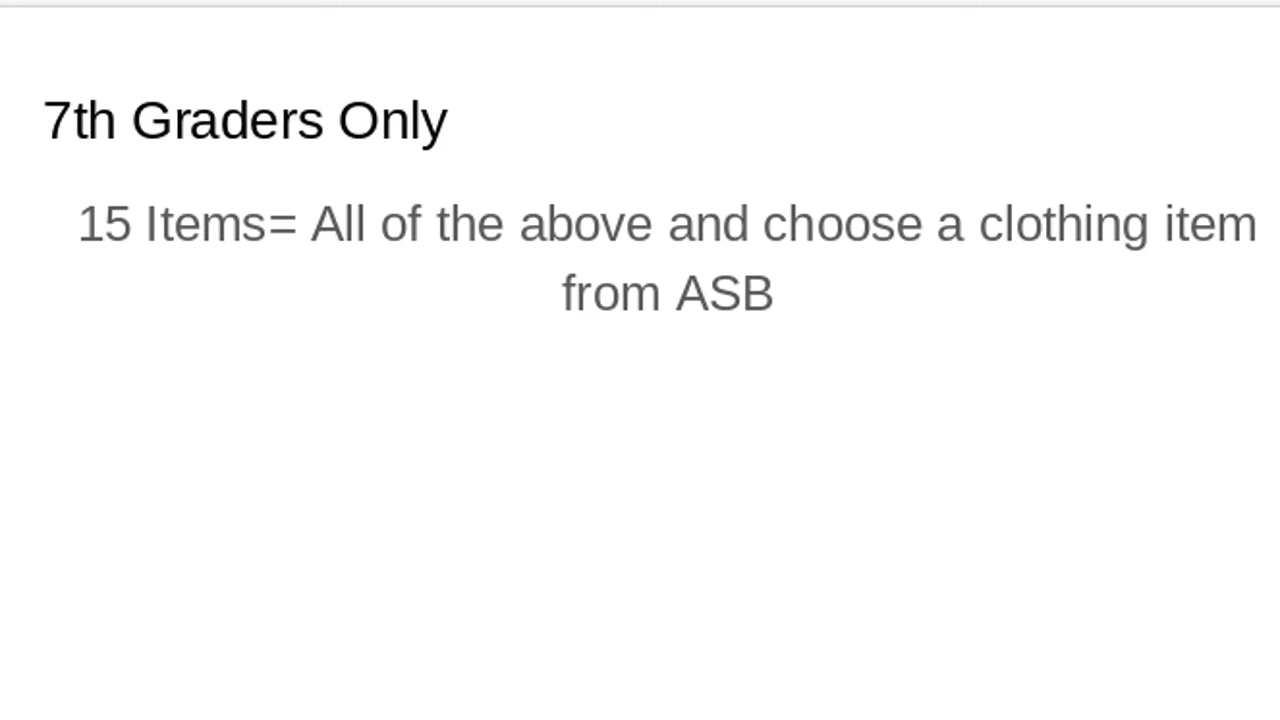 7th Graders Only
15 Items= All of the above and choose a clothing item
from ASB